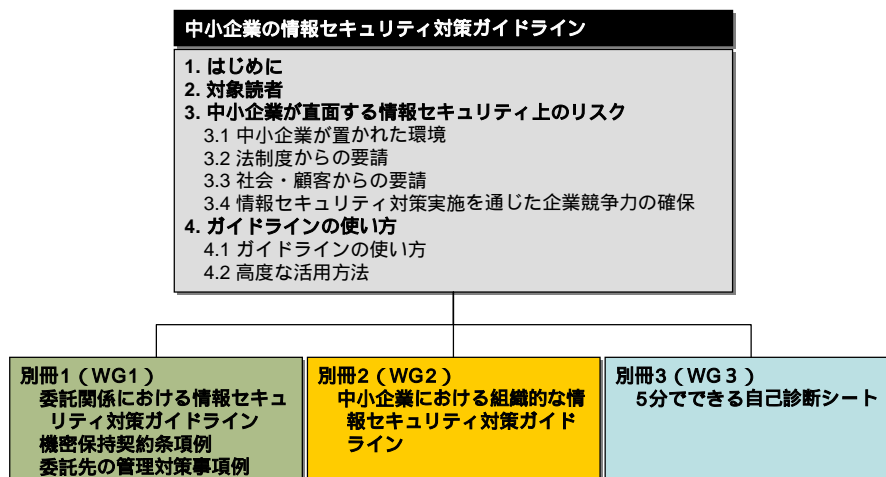 中小企業の情報セキュリティ対策ガイドライン
1. はじめに
2. 対象読者
3. 中小企業が直面する情報セキュリティ上のリスク
3.1 中小企業が置かれた環境
3.2 法制度からの要請
3.3 社会・顧客からの要請
3.4 情報セキュリティ対策実施を通じた企業競争力の確保
4. ガイドラインの使い方
4.1 ガイドラインの使い方
4.2 高度な活用方法
別冊1（WG1）
委託関係における情報セキュ
リティ対策ガイドライン
機密保持契約条項例
委託先の管理対策事項例
別冊2（WG2）
中小企業における組織的な情
報セキュリティ対策ガイド
ライン
別冊3（WG３）
5分でできる自己診断シート